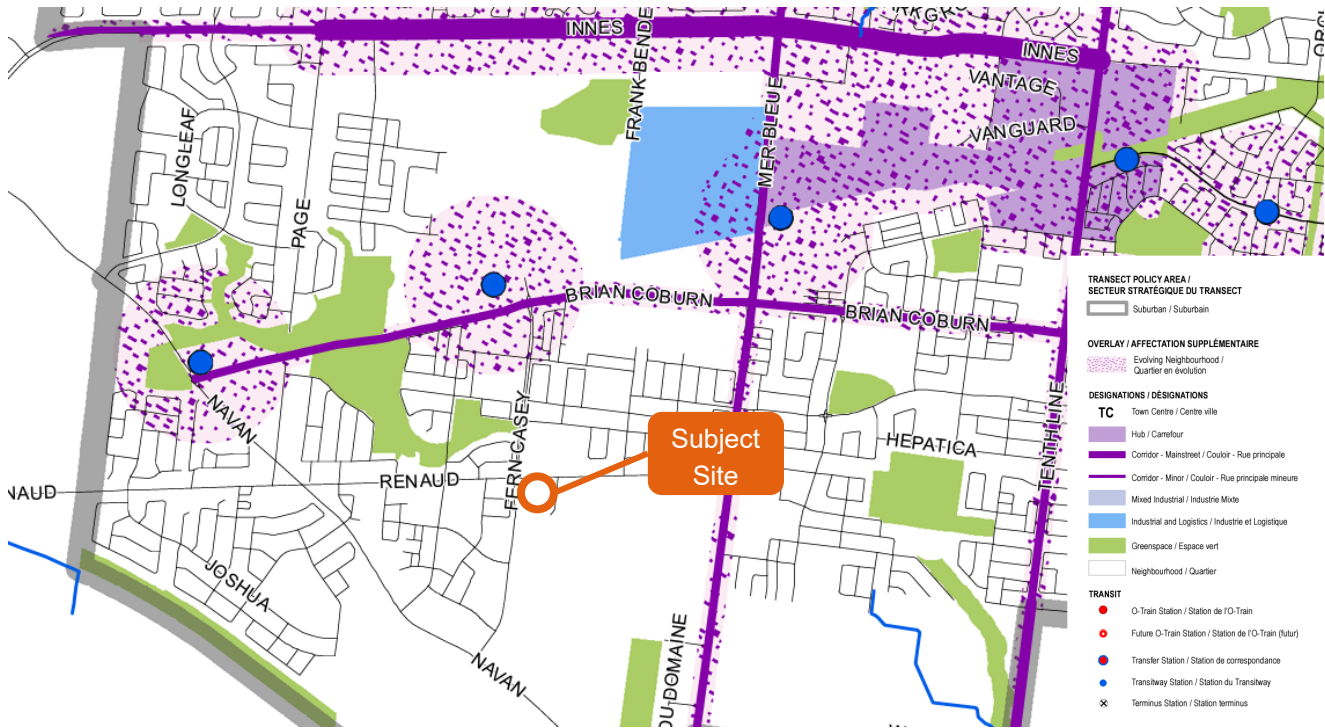 INNES
INNES
FRANK BENDE
VANTAGE
MER-BLEUE
VANGUARD
LONGLEAF
PAGE
BRIAN COBURN
BRIAN COBURN
NAVAN
FERN-CASEY
Subject
Site
HEPATICA
TENTH LINE
RENAUD
NAUD
JOSHUA
NAVAN
DU-DOMAINE
TRANSECT POLICY AREA /
SECTEUR STRATÉGIQUE DU TRANSECT
Suburban / Suburbain
OVERLAY / AFFECTATION SUPPLÉMENTAIRE
Evolving Neighbourhood /
Quartier en évolution
DESIGNATIONS / DÉSIGNATIONS
TC Town Centre / Centre ville
Hub / Carrefour
Corridor - Mainstreet / Couloir - Rue principale
Corridor - Minor / Couloir - Rue principale mineure
Mixed Industrial / Industrie Mixte
Industrial and Logistics / Industrie et Logistique
Greenspace / Espace vert
Neighbourhood / Quartier
TRANSIT
O-Train Station / Station de l'O-Train
Future O-Train Station / Station de l'O-Train (futur)
Transfer Station / Station de correspondance
Transitway Station / Station du Transitway
Terminus Station / Station terminus